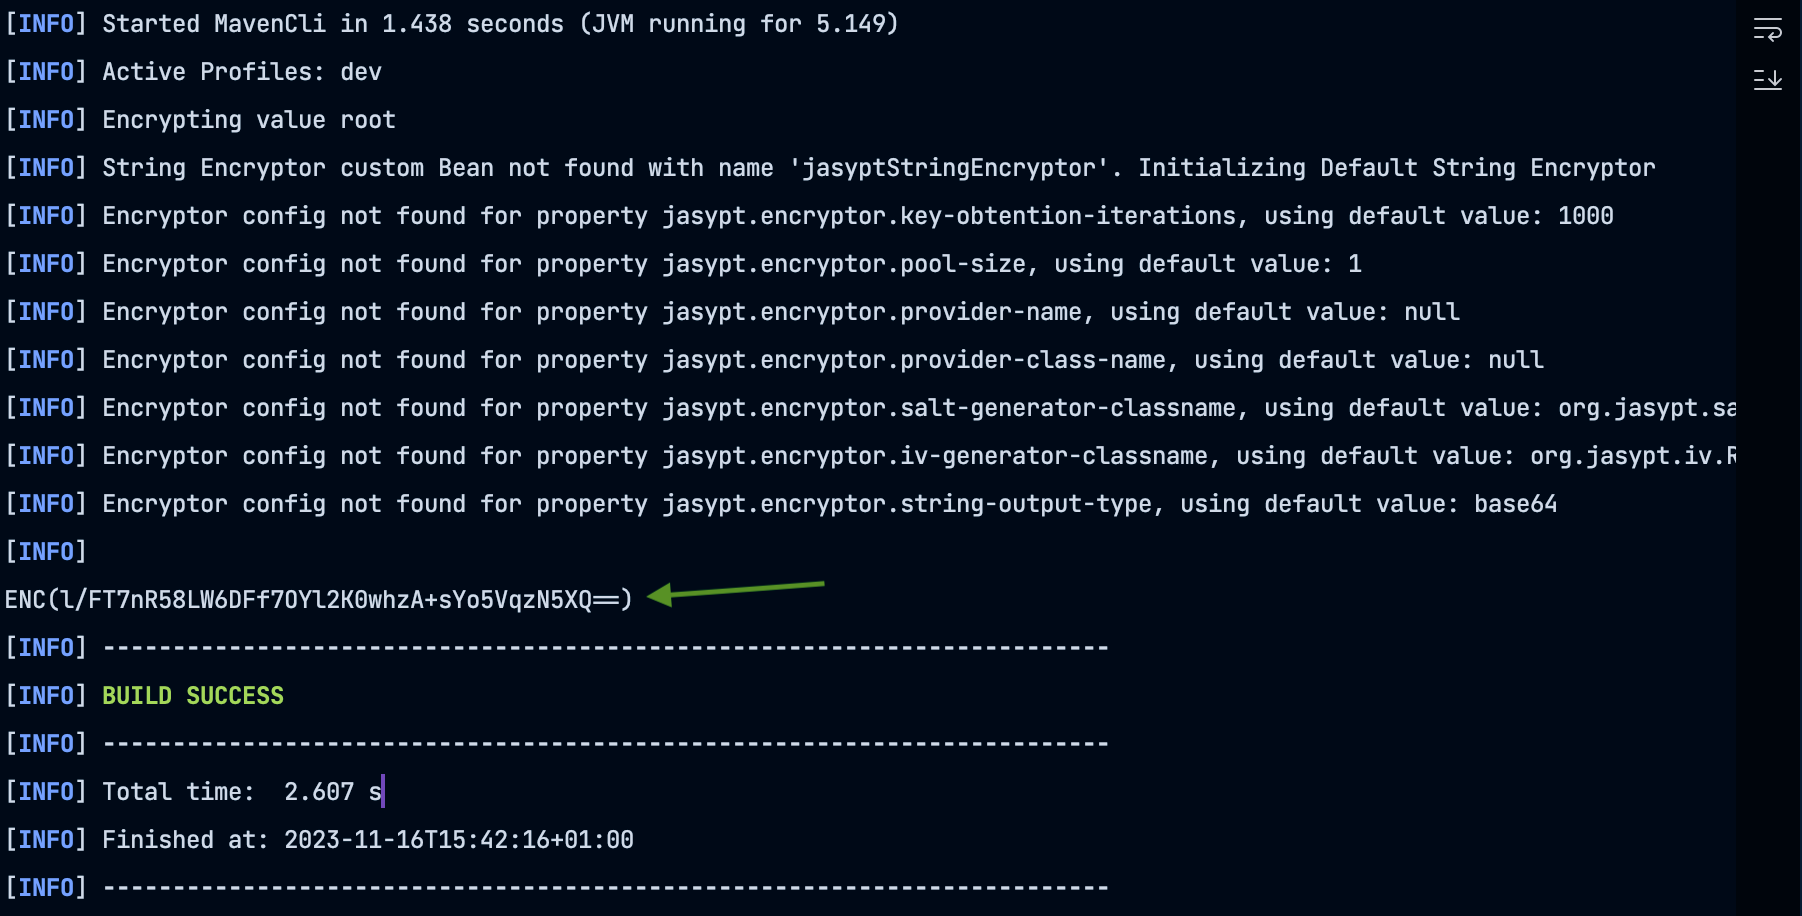 [INFO] Started MavenCli in 1.438 seconds (JVM running for 5.149)
[INFO] Active Profiles: dev
[INFO] Encrypting value root
[INFO] String Encryptor custom Bean not found with name 'jasyptStringEncryptor'. Initializing Default String Encryptor
[INFO] Encryptor config not found for property jasypt.encryptor.key-obtention-iterations, using default value: 1000
[INFO] Encryptor config not found for property jasypt.encryptor.pool-size, using default value: 1
[INFO] Encryptor config not found for property jasypt.encryptor.provider-name, using default value: null
[INFO] Encryptor config not found for property jasypt.encryptor.provider-class-name, using default value: null
[INFO] Encryptor config not found for property jasypt.encryptor.salt-generator-classname, using default value: org.jasypt.sa
[INFO] Encryptor config not found for property jasypt.encryptor.iv-generator-classname, using default value: org.jasypt.iv.R
[INFO] Encryptor config not found for property jasypt.encryptor.string-output-type, using default value: base64
[INFO]
ENC(l/FT7nR58LW6DFf7OYl2K0whzA+sYo5VqzN5XQ==)
[INFO] ------------------------------------------------------------------------
[INFO] BUILD SUCCESS
[INFO] ------------------------------------------------------------------------
[INFO] Total time:  2.607 s
[INFO] Finished at: 2023-11-16T15:42:16+01:00
[INFO] ------------------------------------------------------------------------